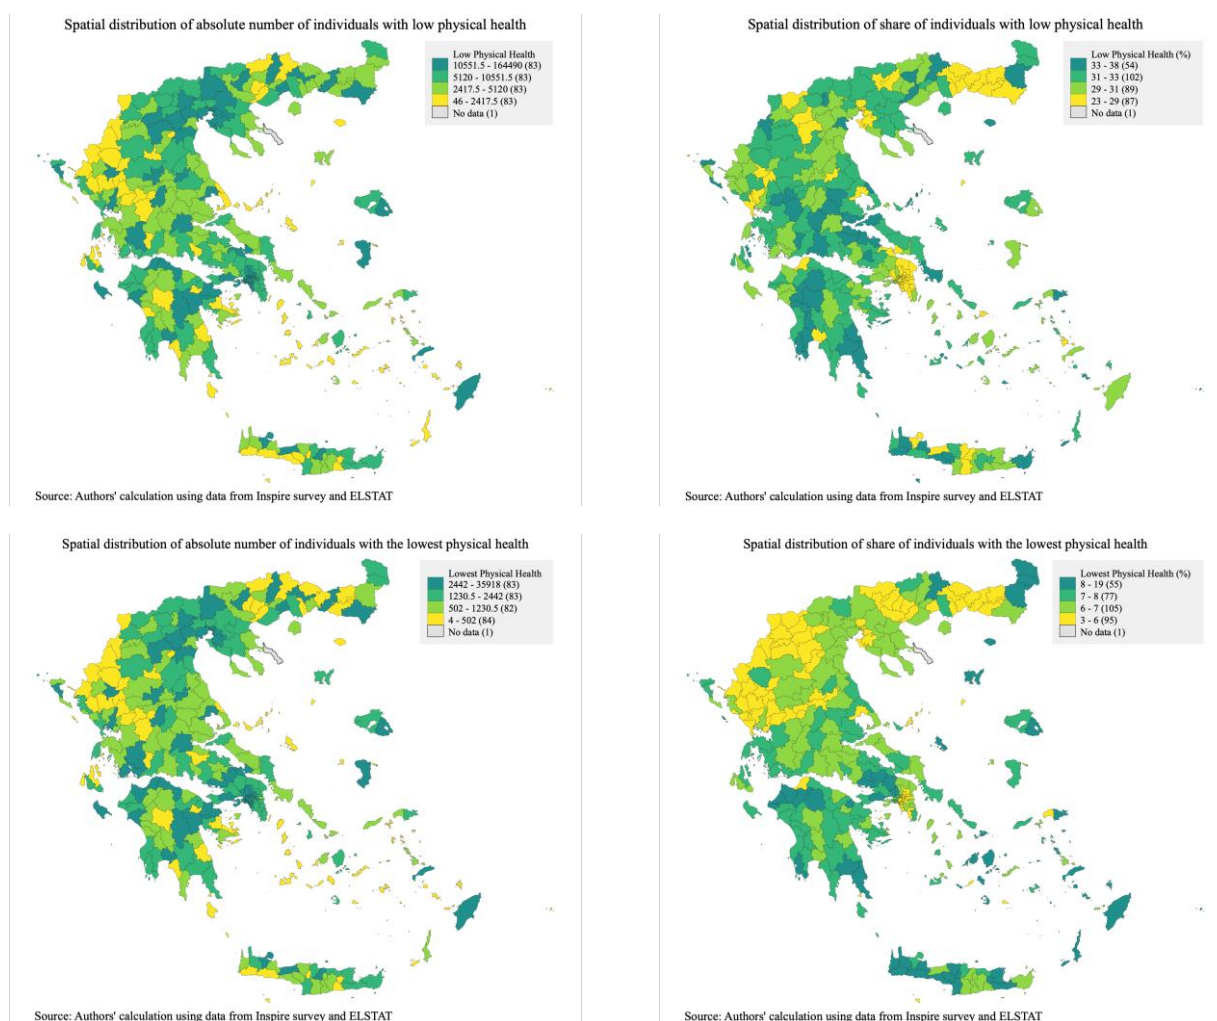 Spatial distribution of absolute number of individuals with low physical health
Low Physical Health
10551.5 - 164490 (83)
5120 - 10551.5 (83)
2417.5 - 5120 (83)
46 - 2417.5 (83)
No data (1)
Source: Authors' calculation using data from Inspire survey and ELSTAT
Spatial distribution of share of individuals with low physical health
Low Physical Health (%)
33 - 38 (54)
31 - 33 (102)
29 - 31 (89)
23 - 29 (87)
No data (1)
Source: Authors' calculation using data from Inspire survey and ELSTAT
Spatial distribution of absolute number of individuals with the lowest physical health
Lowest Physical Health
2442 - 35918 (83)
1230.5 - 2442 (83)
502 - 1230.5 (82)
4 - 502 (84)
No data (1)
Source: Authors' calculation using data from Inspire survey and ELSTAT
Spatial distribution of share of individuals with the lowest physical health
Lowest Physical Health (%)
8 - 19 (55)
7 - 8 (77)
6 - 7 (105)
3 - 6 (95)
No data (1)
Source: Authors' calculation using data from Inspire survey and ELSTAT